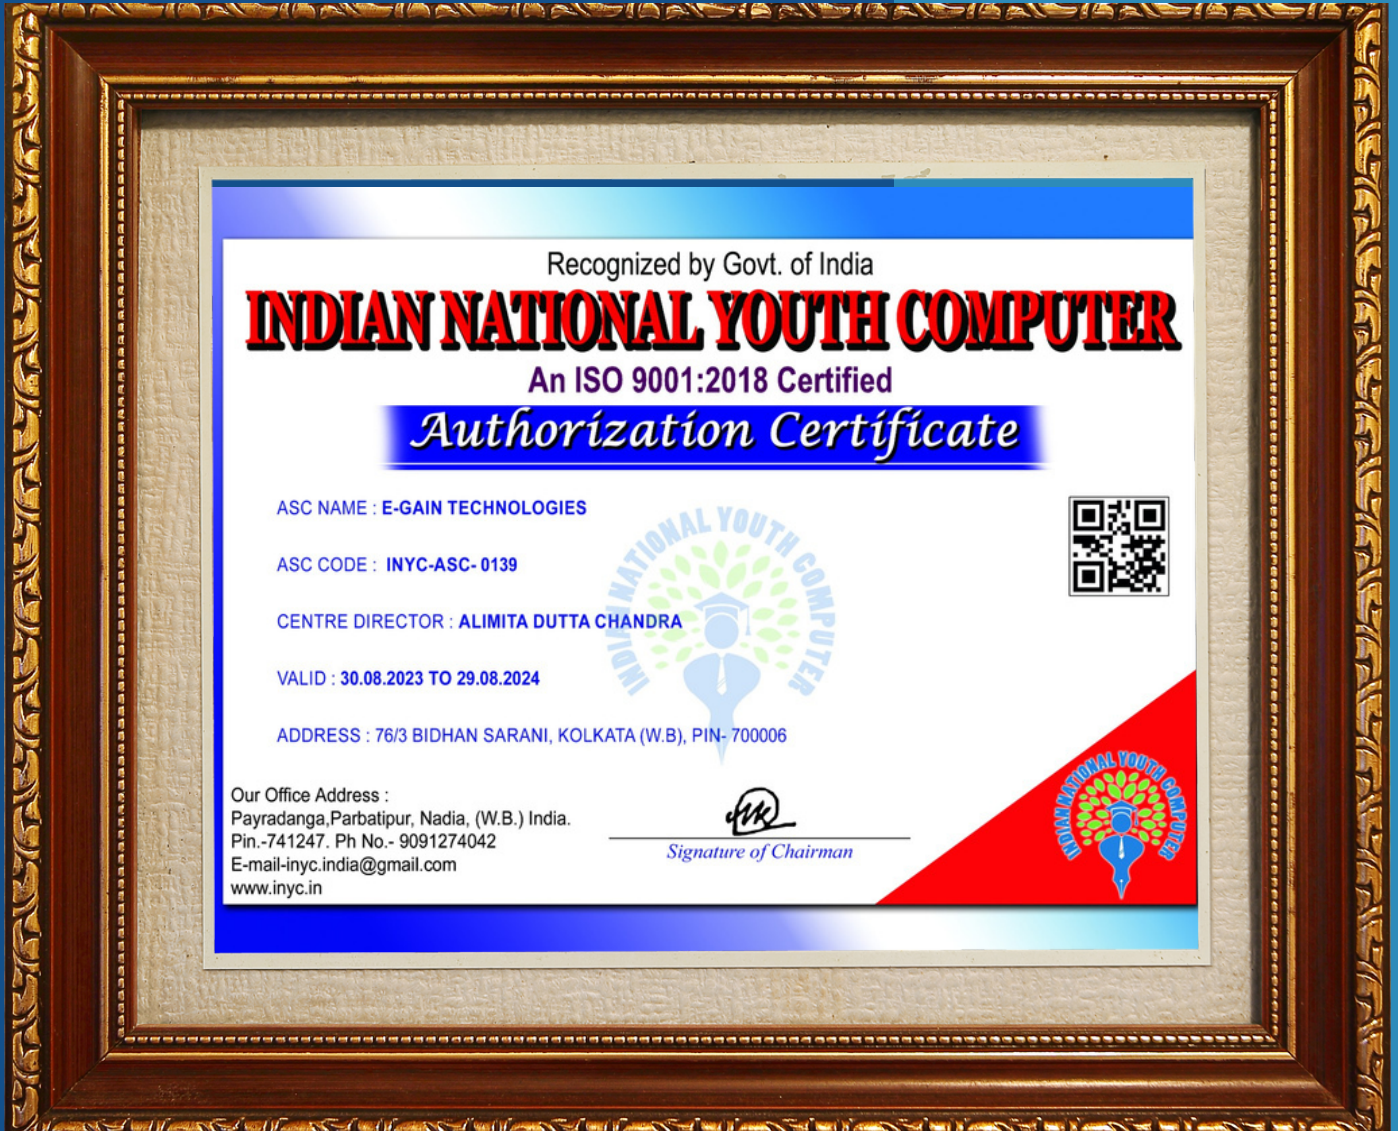 Recognized by Govt. of India
INDIAN NATIONAL YOUTH COMPUTER
An ISO 9001:2018 Certified
Authorization Certificate
ASC NAME : E-GAIN TECHNOLOGIES
ASC CODE : INYC-ASC- 0139
CENTRE DIRECTOR : ALIMITA DUTTA CHANDRA
VALID : 30.08.2023 TO 29.08.2024
ADDRESS : 76/3 BIDHAN SARANI, KOLKATA (W.B), PIN- 700006
INDIAN NATIONAL YOUTH COMPUTER
Our Office Address :
Payradanga,Parbatipur, Nadia, (W.B.) India.
Pin.-741247. Ph No.- 9091274042
E-mail-inyc.india@gmail.com
www.inyc.in
Signature of Chairman
INDIAN NATIONAL YOUTH COMPUTER